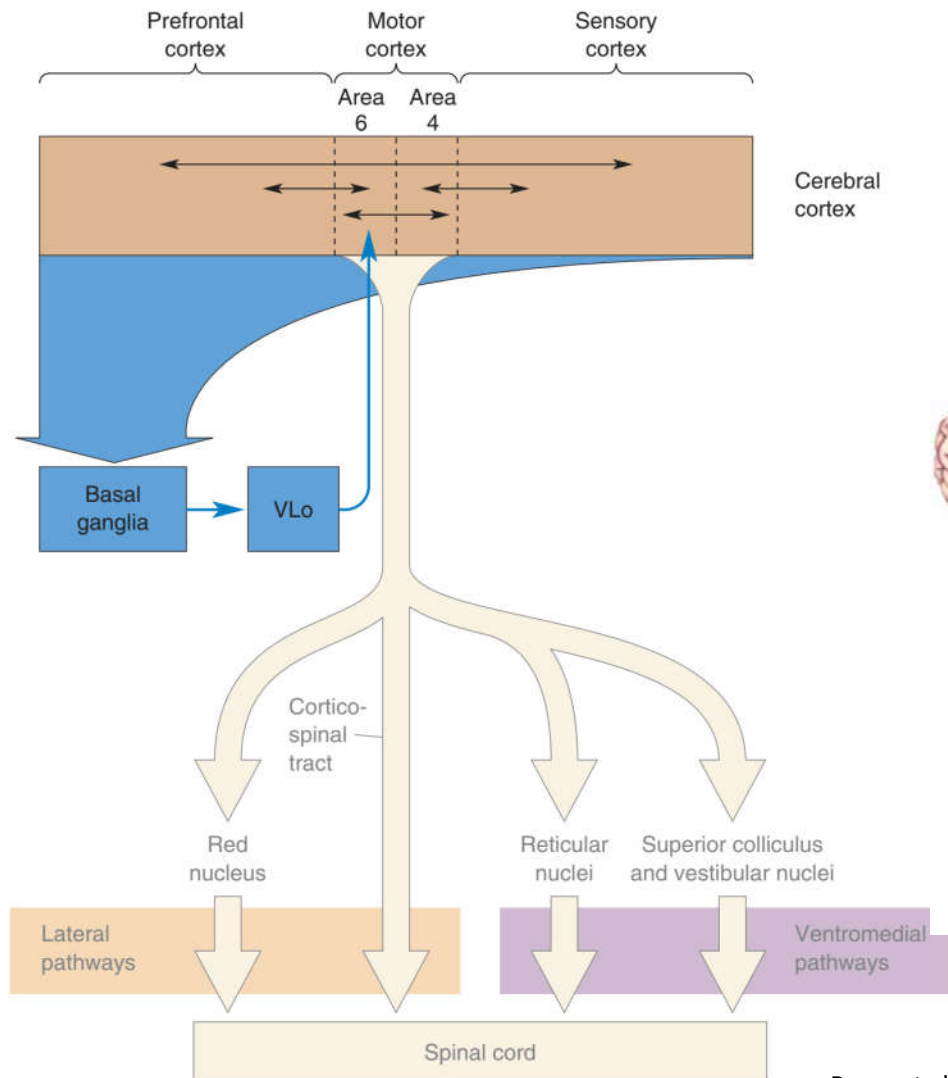 Prefrontal
cortex
Motor
cortex
Sensory
cortex
Area
6
Area
4
Cerebral
cortex
Basal
ganglia
VLo
Cortico-
spinal
tract
Red
nucleus
Reticular
nuclei
Superior colliculus
and vestibular nuclei
Lateral
pathways
Ventromedial
pathways
Spinal cord